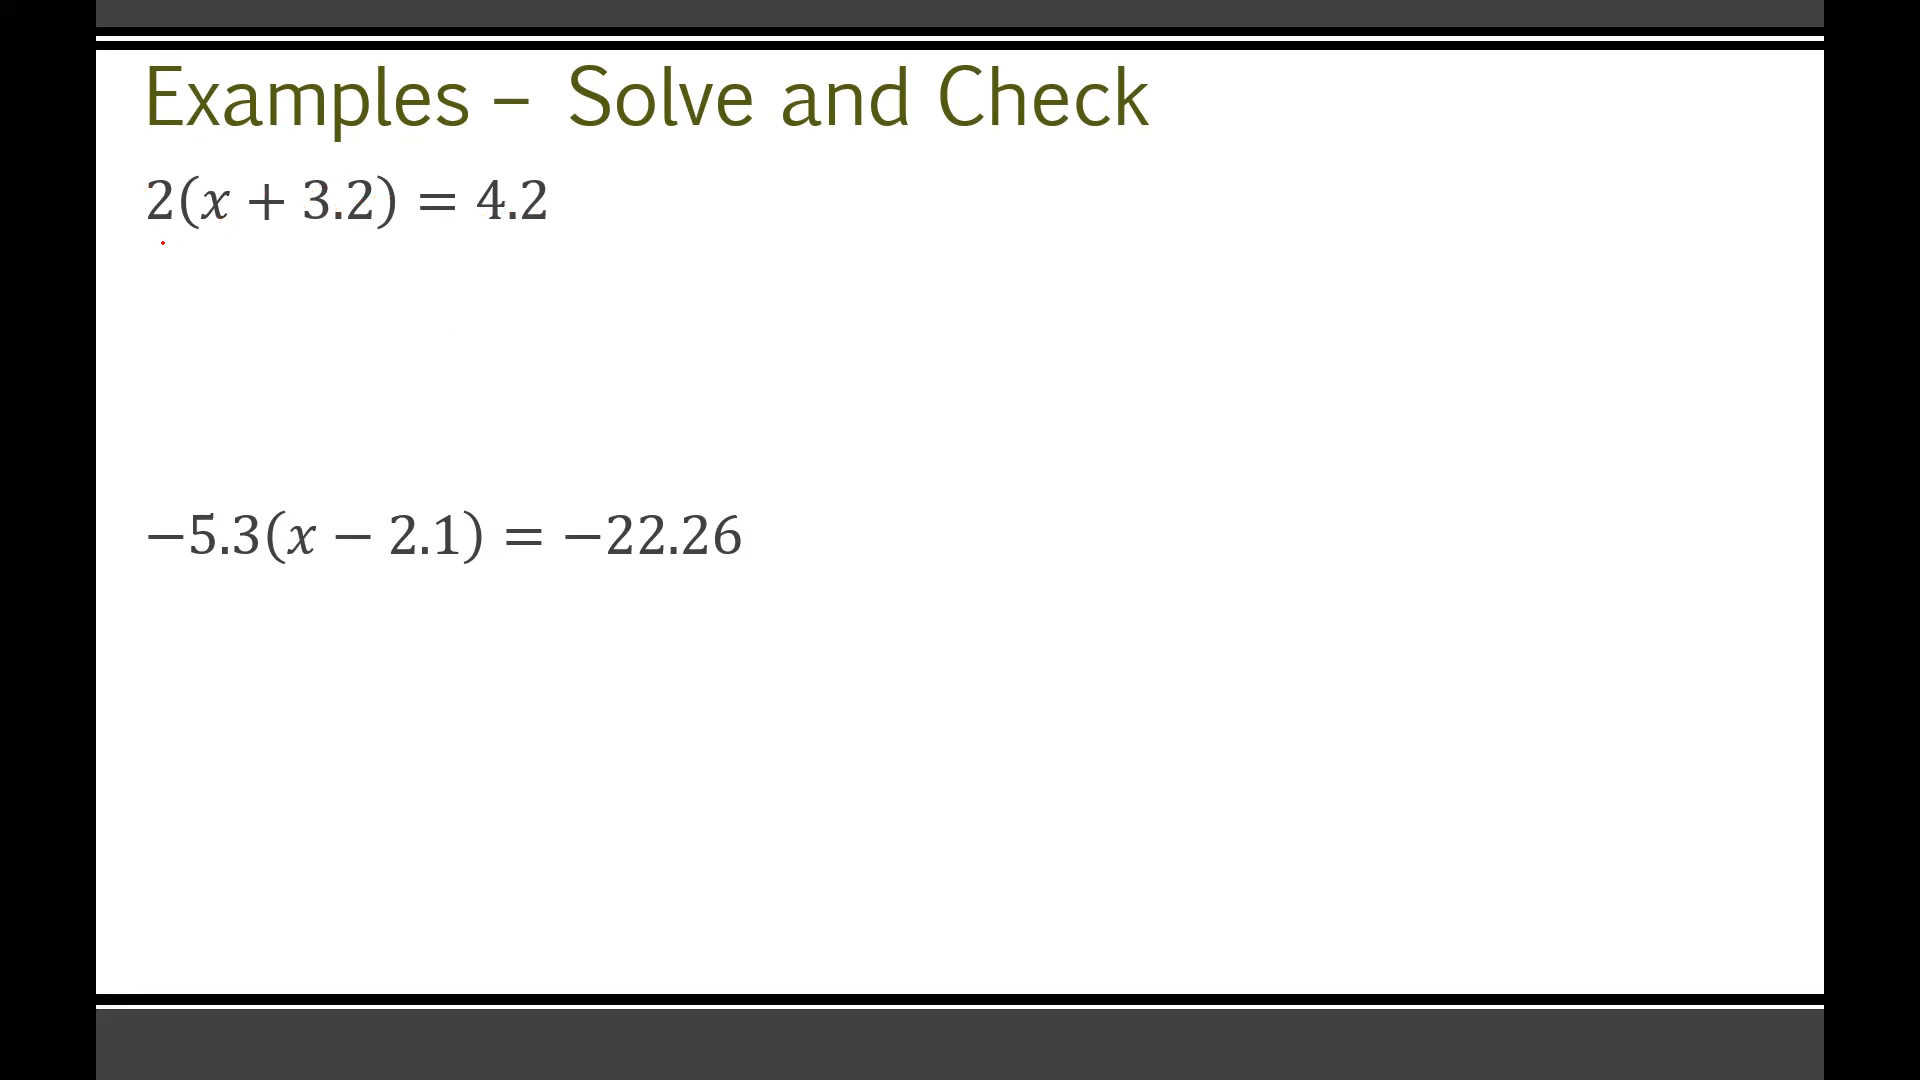 Examples – Solve and Check
2(x + 3.2) = 4.2
−5.3(x − 2.1) = −22.26